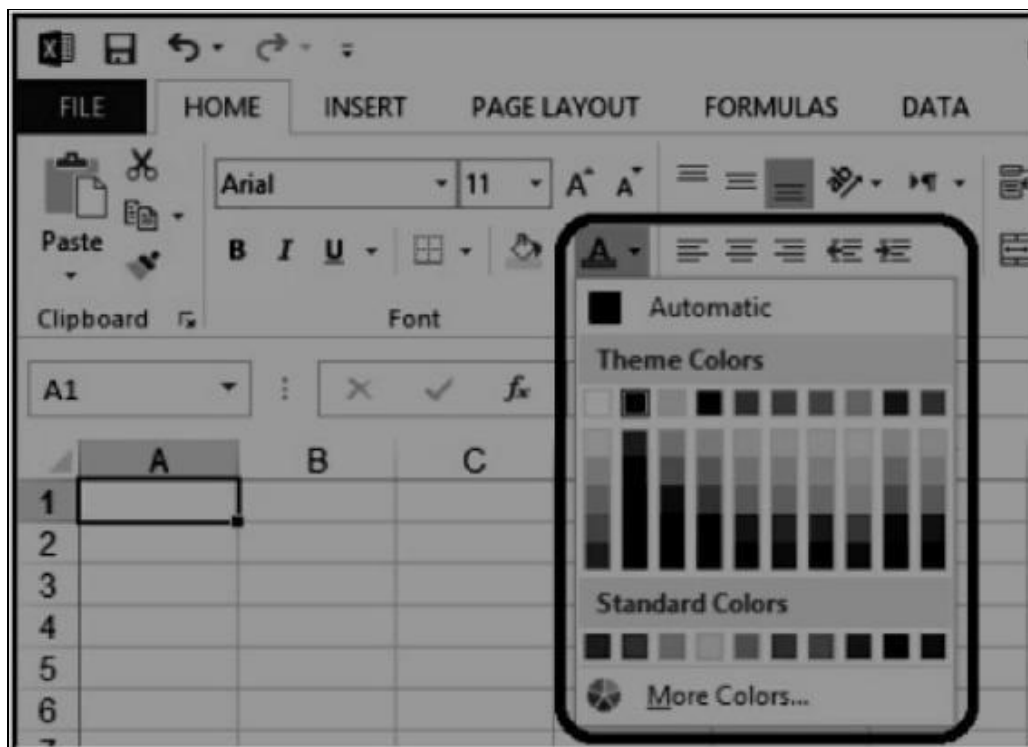 FILE HOME INSERT PAGE LAYOUT FORMULAS DATA
Arial 11 A A
Paste B I U A
Clipboard Font
Automatic
Theme Colors
A1 fx
A B C
1
2
3
Standard Colors
4
5
More Colors...
6